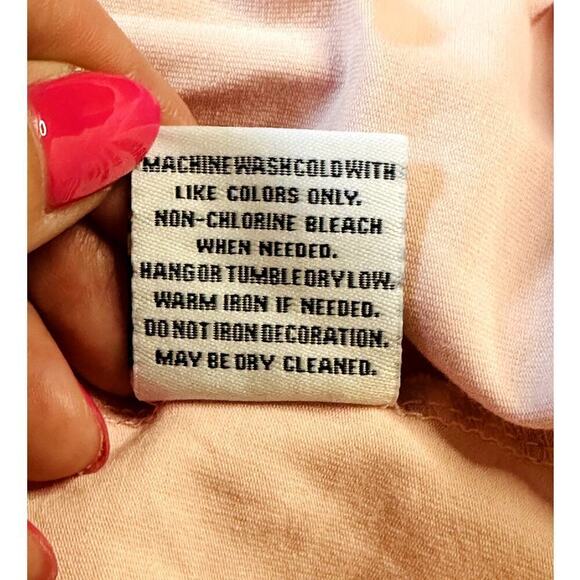 MACHINE WASH COLD WITH
LIKE COLORS ONLY.
NON-CHLORINE BLEACH
WHEN NEEDED.
HANG OR TUMBLE DRY LOW.
WARM IRON IF NEEDED.
DO NOT IRON DECORATION.
MAY BE DRY CLEANED.